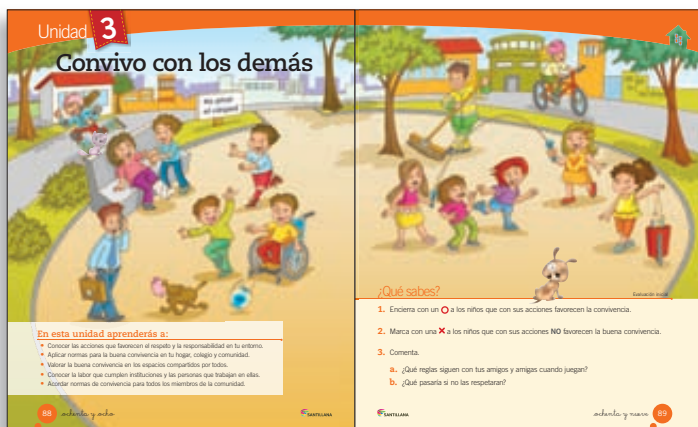 Unidad 3
Convivo con los demás
No pisar
el césped
En esta unidad aprenderás a:
• Conocer las acciones que favorecen el respeto y la responsabilidad en tu entorno.
• Aplicar normas para la buena convivencia en tu hogar, colegio y comunidad.
• Valorar la buena convivencia en los espacios compartidos por todos.
• Conocer la labor que cumplen instituciones y las personas que trabajan en ellas.
• Acordar normas de convivencia para todos los miembros de la comunidad.
88 ochenta y ocho
SANTILLANA
¿Qué sabes?
Evaluación inicial
1. Encierra con un O a los niños que con sus acciones favorecen la convivencia.
2. Marca con una X a los niños que con sus acciones NO favorecen la buena convivencia.
3. Comenta.
a. ¿Qué reglas siguen con tus amigos y amigas cuando juegan?
b. ¿Qué pasaría si no las respetaran?
SANTILLANA
ochenta y nueve 89